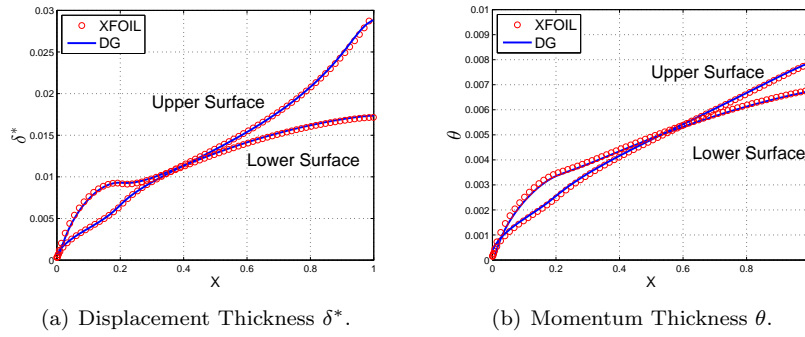 0.03
0.025
0.02
0.015
0.01
0.005
0
δ*
XFOIL
DG
Upper Surface
Lower Surface
0 0.2 0.4 0.6 0.8 1
X
(a) Displacement Thickness δ*.
0.01
0.009
0.008
0.007
0.006
0.005
0.004
0.003
0.002
0.001
0
θ
XFOIL
DG
Upper Surface
Lower Surface
0 0.2 0.4 0.6 0.8
X
(b) Momentum Thickness θ.